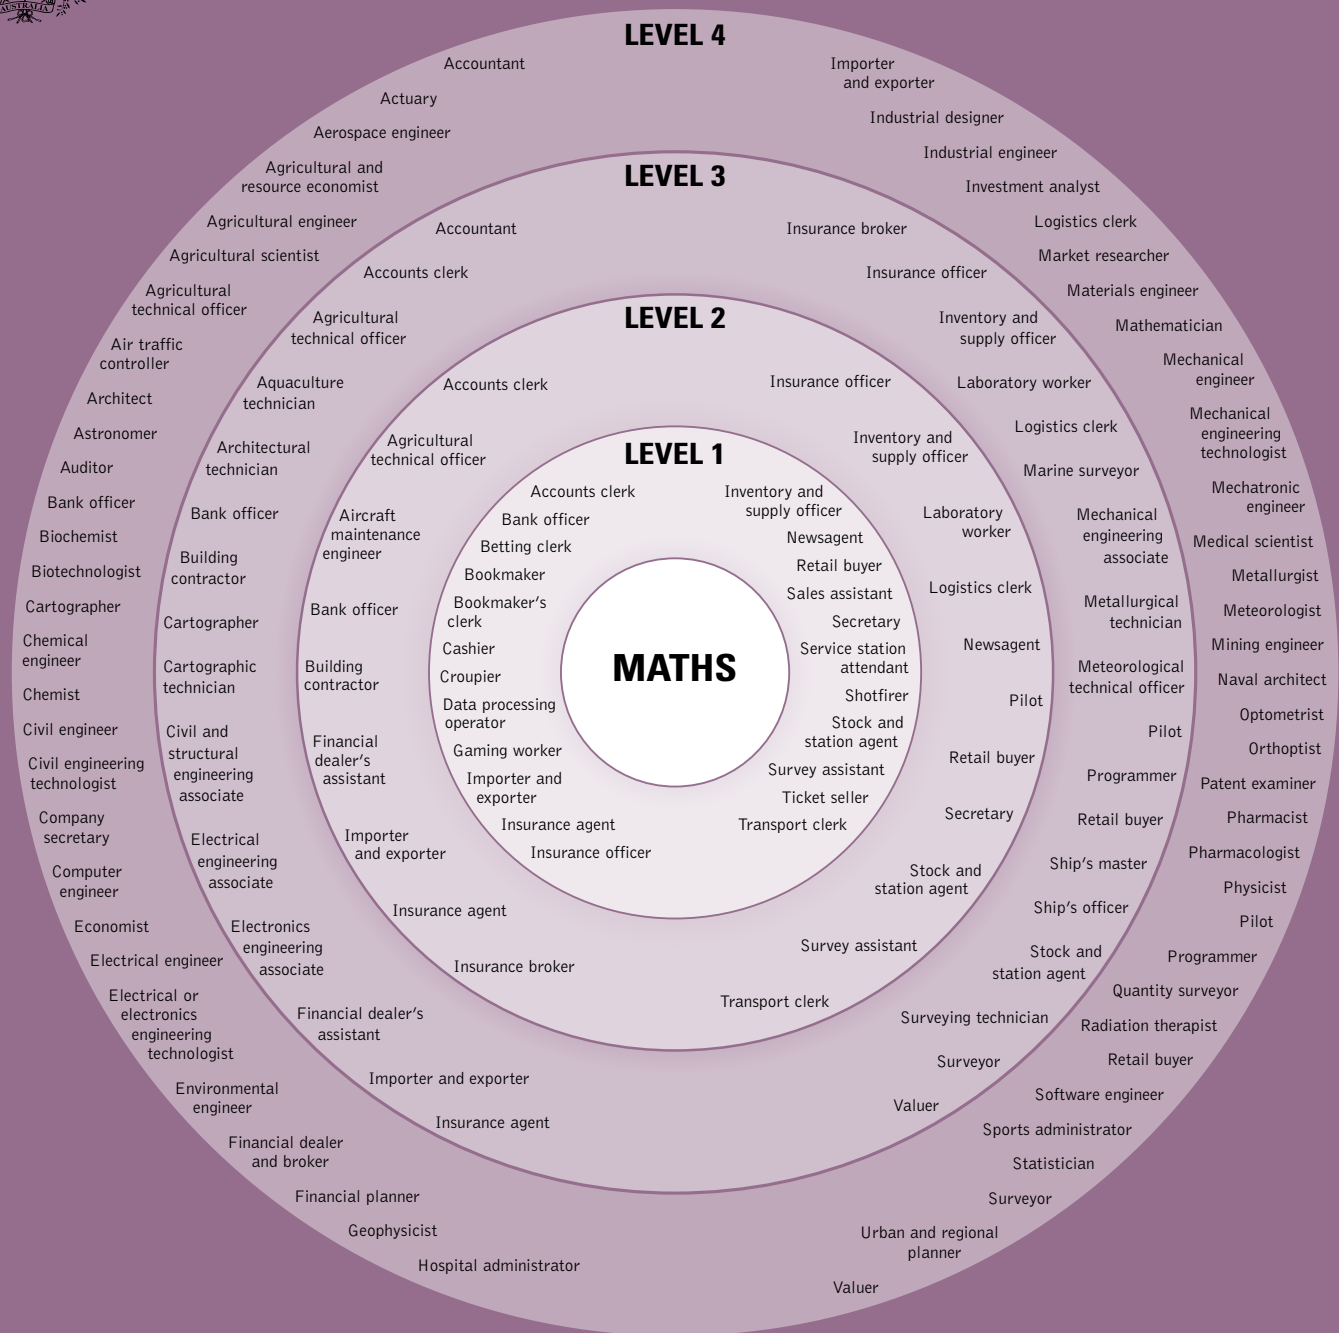 AUSTRALIA
LEVEL 4
Accountant
Actuary
Aerospace engineer
Agricultural and
resource economist
Agricultural engineer
Agricultural scientist
Agricultural
technical officer
Air traffic
controller
Architect
Astronomer
Auditor
Bank officer
Biochemist
Biotechnologist
Cartographer
Chemical
engineer
Chemist
Civil engineer
Civil engineering
technologist
Company
secretary
Computer
engineer
Economist
Electrical engineer
Electrical or
electronics
engineering
technologist
Environmental
engineer
Financial dealer
and broker
Financial planner
Geophysicist
Hospital administrator
Importer
and exporter
Industrial designer
Industrial engineer
Investment analyst
Logistics clerk
Market researcher
Materials engineer
Mathematician
Mechanical
engineer
Mechanical
engineering
technologist
Mechatronic
engineer
Medical scientist
Metallurgist
Meteorologist
Mining engineer
Naval architect
Optometrist
Orthoptist
Patent examiner
Pharmacist
Pharmacologist
Physicist
Pilot
Programmer
Quantity surveyor
Radiation therapist
Retail buyer
Software engineer
Sports administrator
Statistician
Surveyor
Urban and regional
planner
Valuer
LEVEL 3
Accountant
Accounts clerk
Agricultural
technical officer
Aquaculture
technician
Architectural
technician
Bank officer
Building
contractor
Cartographer
Cartographic
technician
Civil and
structural
engineering
associate
Electrical
engineering
associate
Electronics
engineering
associate
Financial dealer's
assistant
Importer and exporter
Insurance agent
Insurance broker
Insurance officer
Inventory and
supply officer
Laboratory worker
Logistics clerk
Marine surveyor
Mechanical
engineering
associate
Metallurgical
technician
Meteorological
technical officer
Pilot
Programmer
Retail buyer
Ship's master
Ship's officer
Stock and
station agent
Surveying technician
Surveyor
Valuer
LEVEL 2
Accounts clerk
Agricultural
technical officer
Aircraft
maintenance
engineer
Bank officer
Building
contractor
Financial
dealer's
assistant
Importer
and exporter
Insurance agent
Insurance broker
Insurance officer
Inventory and
supply officer
Laboratory
worker
Logistics clerk
Newsagent
Pilot
Retail buyer
Secretary
Stock and
station agent
Survey assistant
Transport clerk
LEVEL 1
Accounts clerk
Bank officer
Betting clerk
Bookmaker
Bookmaker's
clerk
Cashier
Croupier
Data processing
operator
Gaming worker
Importer and
exporter
Insurance agent
Insurance officer
Inventory and
supply officer
Newsagent
Retail buyer
Sales assistant
Secretary
Service station
attendant
Shotfirer
Stock and
station agent
Survey assistant
Ticket seller
Transport clerk
MATHS